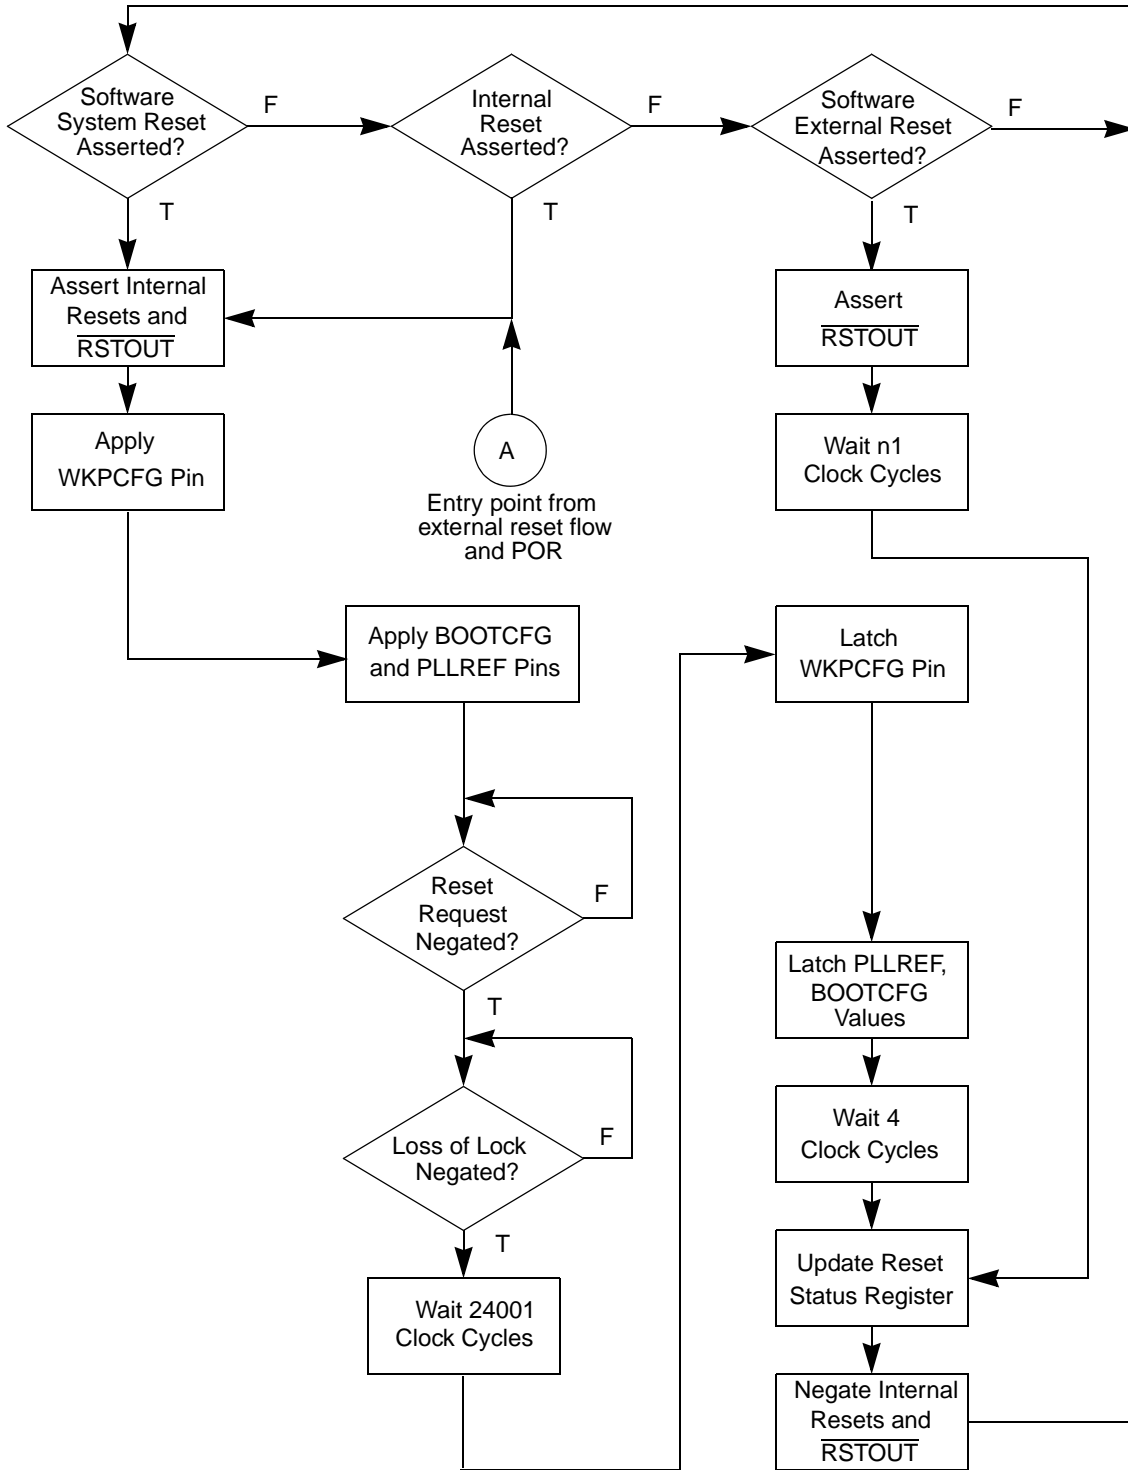 Software
System Reset
Asserted?
F
T
Internal
Reset
Asserted?
F
T
Software
External Reset
Asserted?
F
T
Assert Internal
Resets and
RSTOUT
Apply
WKPCFG Pin
A
Entry point from
external reset flow
and POR
Assert
RSTOUT
Wait n1
Clock Cycles
Apply BOOTCFG
and PLLREF Pins
Reset
Request
Negated?
F
T
Loss of Lock
Negated?
F
T
Wait 24001
Clock Cycles
Latch
WKPCFG Pin
Latch PLLREF,
BOOTCFG
Values
Wait 4
Clock Cycles
Update Reset
Status Register
Negate Internal
Resets and
RSTOUT